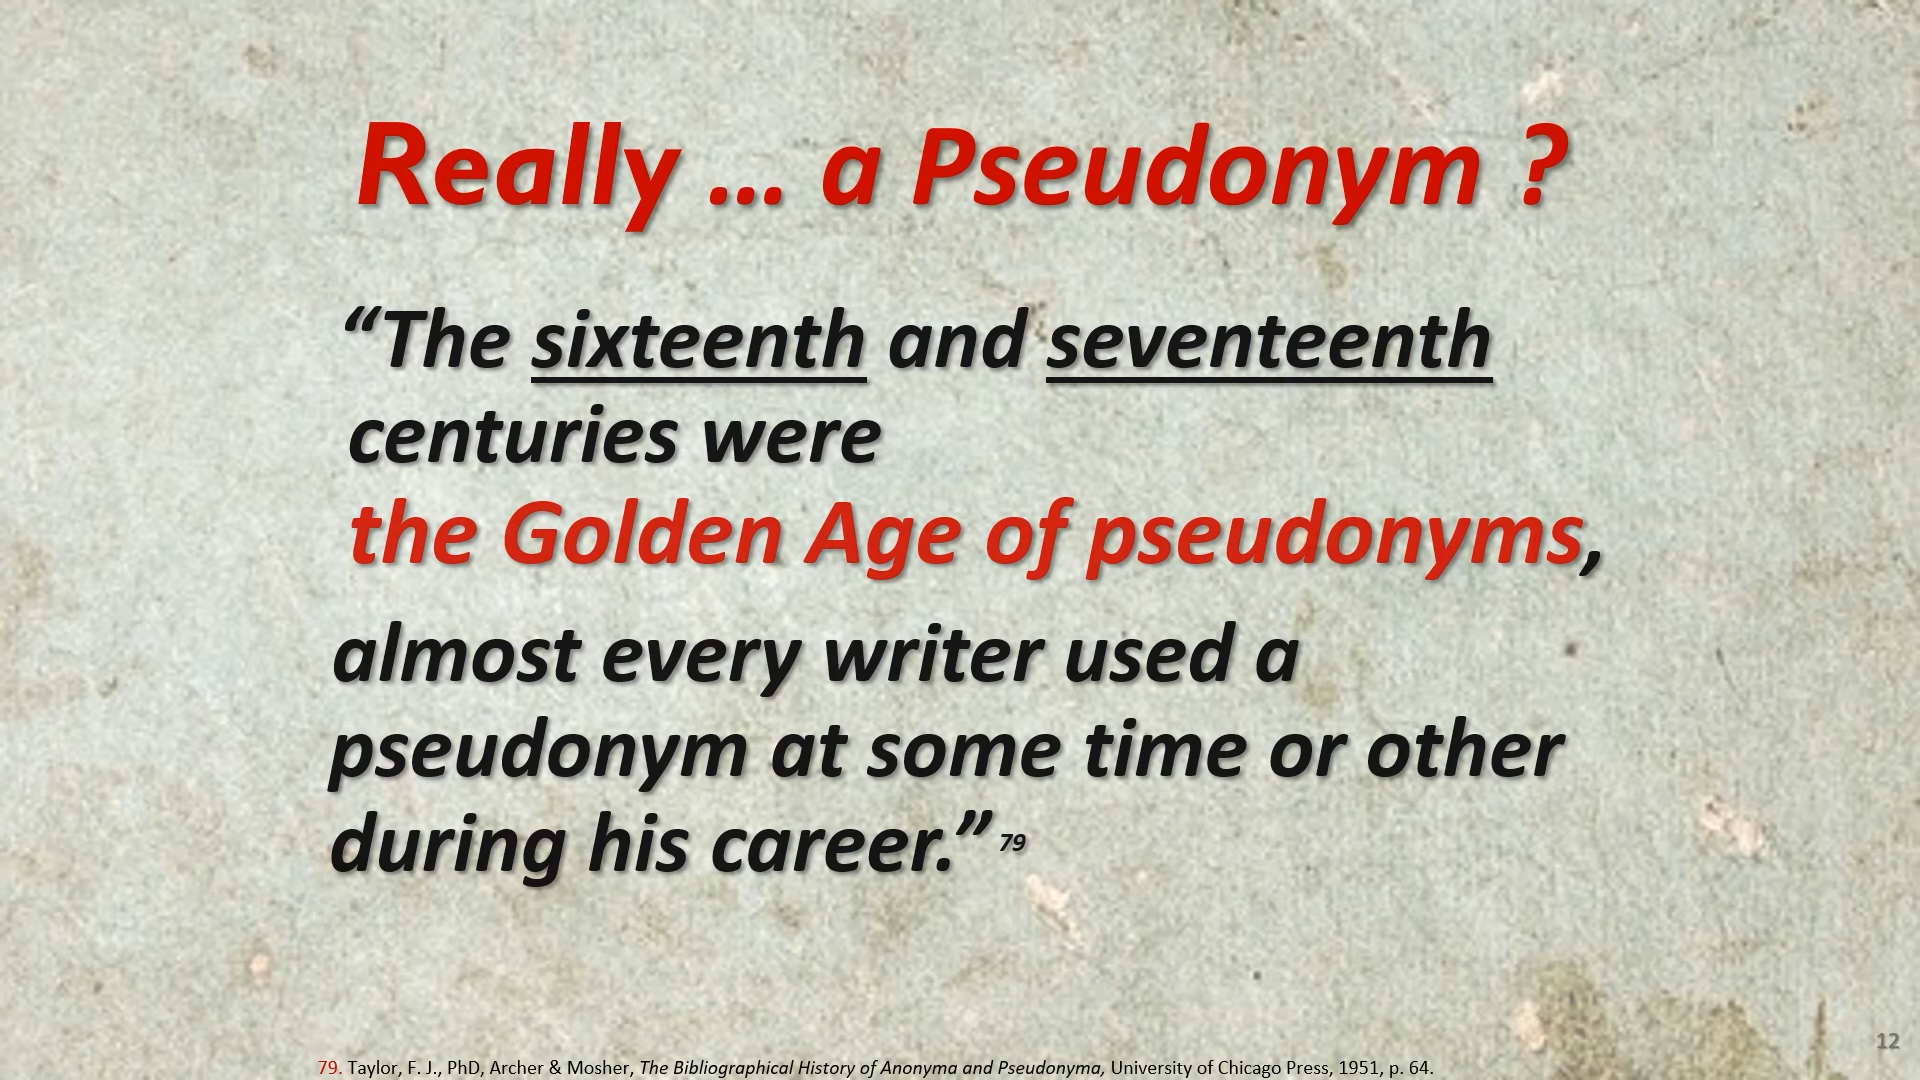 Really ... a Pseudonym ?
“The sixteenth and seventeenth
centuries were
the Golden Age of pseudonyms,
almost every writer used a
pseudonym at some time or other
during his career.” 79
12
79. Taylor, F. J., PhD, Archer & Mosher, The Bibliographical History of Anonyma and Pseudonyma, University of Chicago Press, 1951, p. 64.